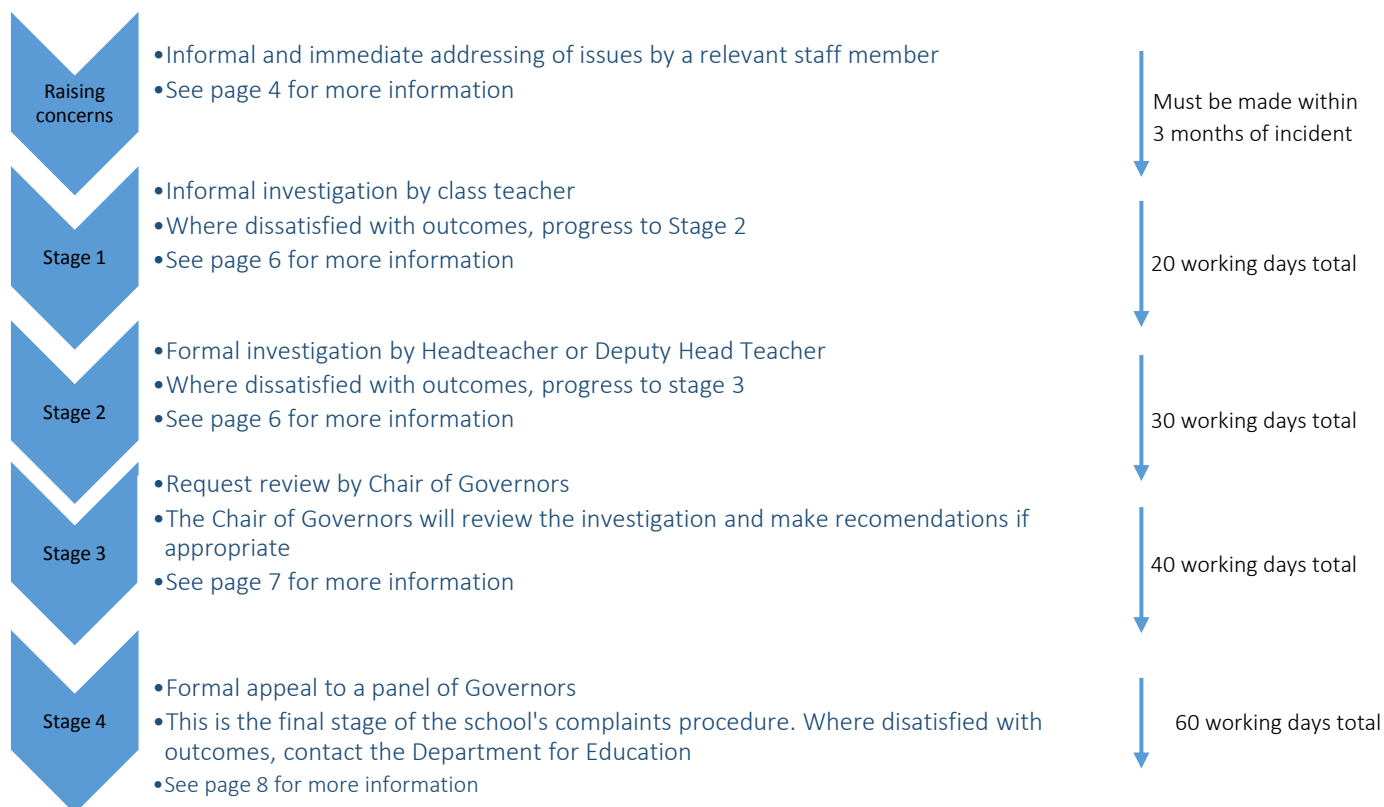 Raising
concerns
•Informal and immediate addressing of issues by a relevant staff member
•See page 4 for more information
Must be made within
3 months of incident
Stage 1
•Informal investigation by class teacher
•Where dissatisfied with outcomes, progress to Stage 2
•See page 6 for more information
20 working days total
Stage 2
•Formal investigation by Headteacher or Deputy Head Teacher
•Where dissatisfied with outcomes, progress to stage 3
•See page 6 for more information
30 working days total
Stage 3
•Request review by Chair of Governors
•The Chair of Governors will review the investigation and make recomendations if
appropriate
•See page 7 for more information
40 working days total
Stage 4
•Formal appeal to a panel of Governors
•This is the final stage of the school's complaints procedure. Where disatisfied with
outcomes, contact the Department for Education
•See page 8 for more information
60 working days total